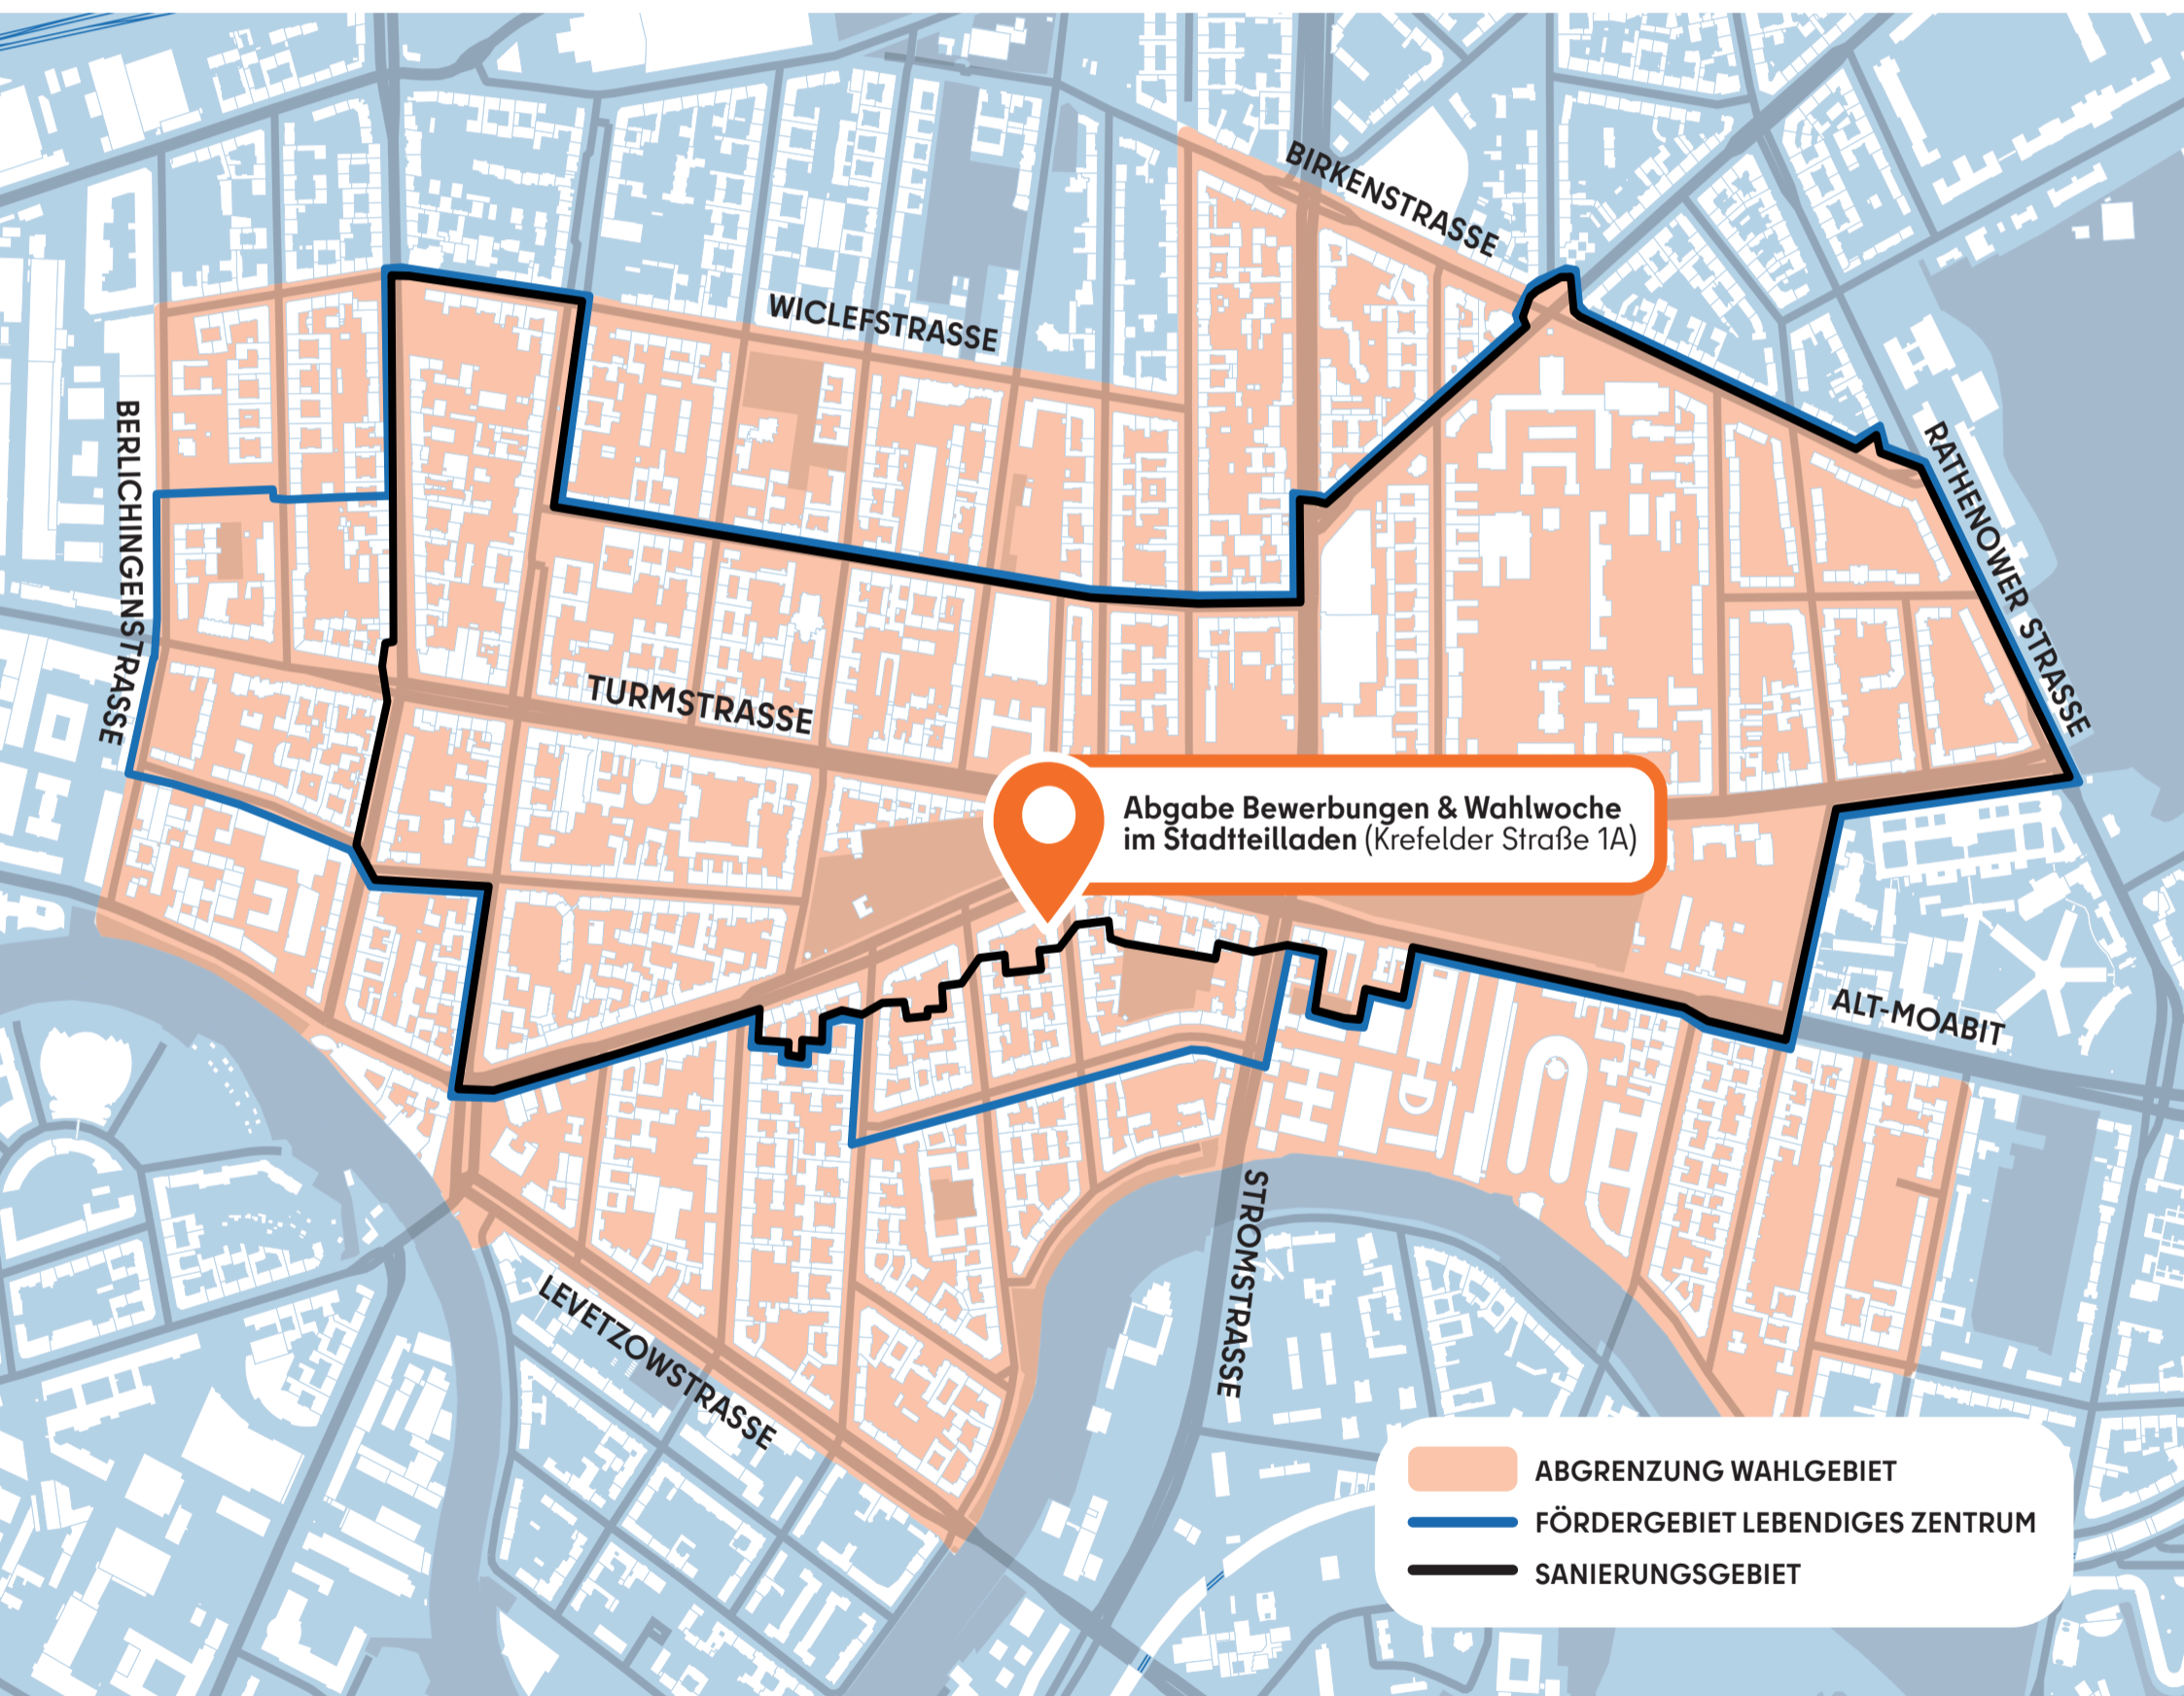 BIRKENSTRASSE
WICLEFSTRASSE
BERLICHINGENSTRASSE
RATHENOWER STRASSE
TURMSTRASSE
Abgabe Bewerbungen & Wahlwoche
im Stadtteilladen (Krefelder Straße 1A)
ALT-MOABIT
STROMSTRASSE
LEVETZOWSTRASSE
ABGRENZUNG WAHLGEBIET
FÖRDERGEBIET LEBENDIGES ZENTRUM
SANIERUNGSGEBIET